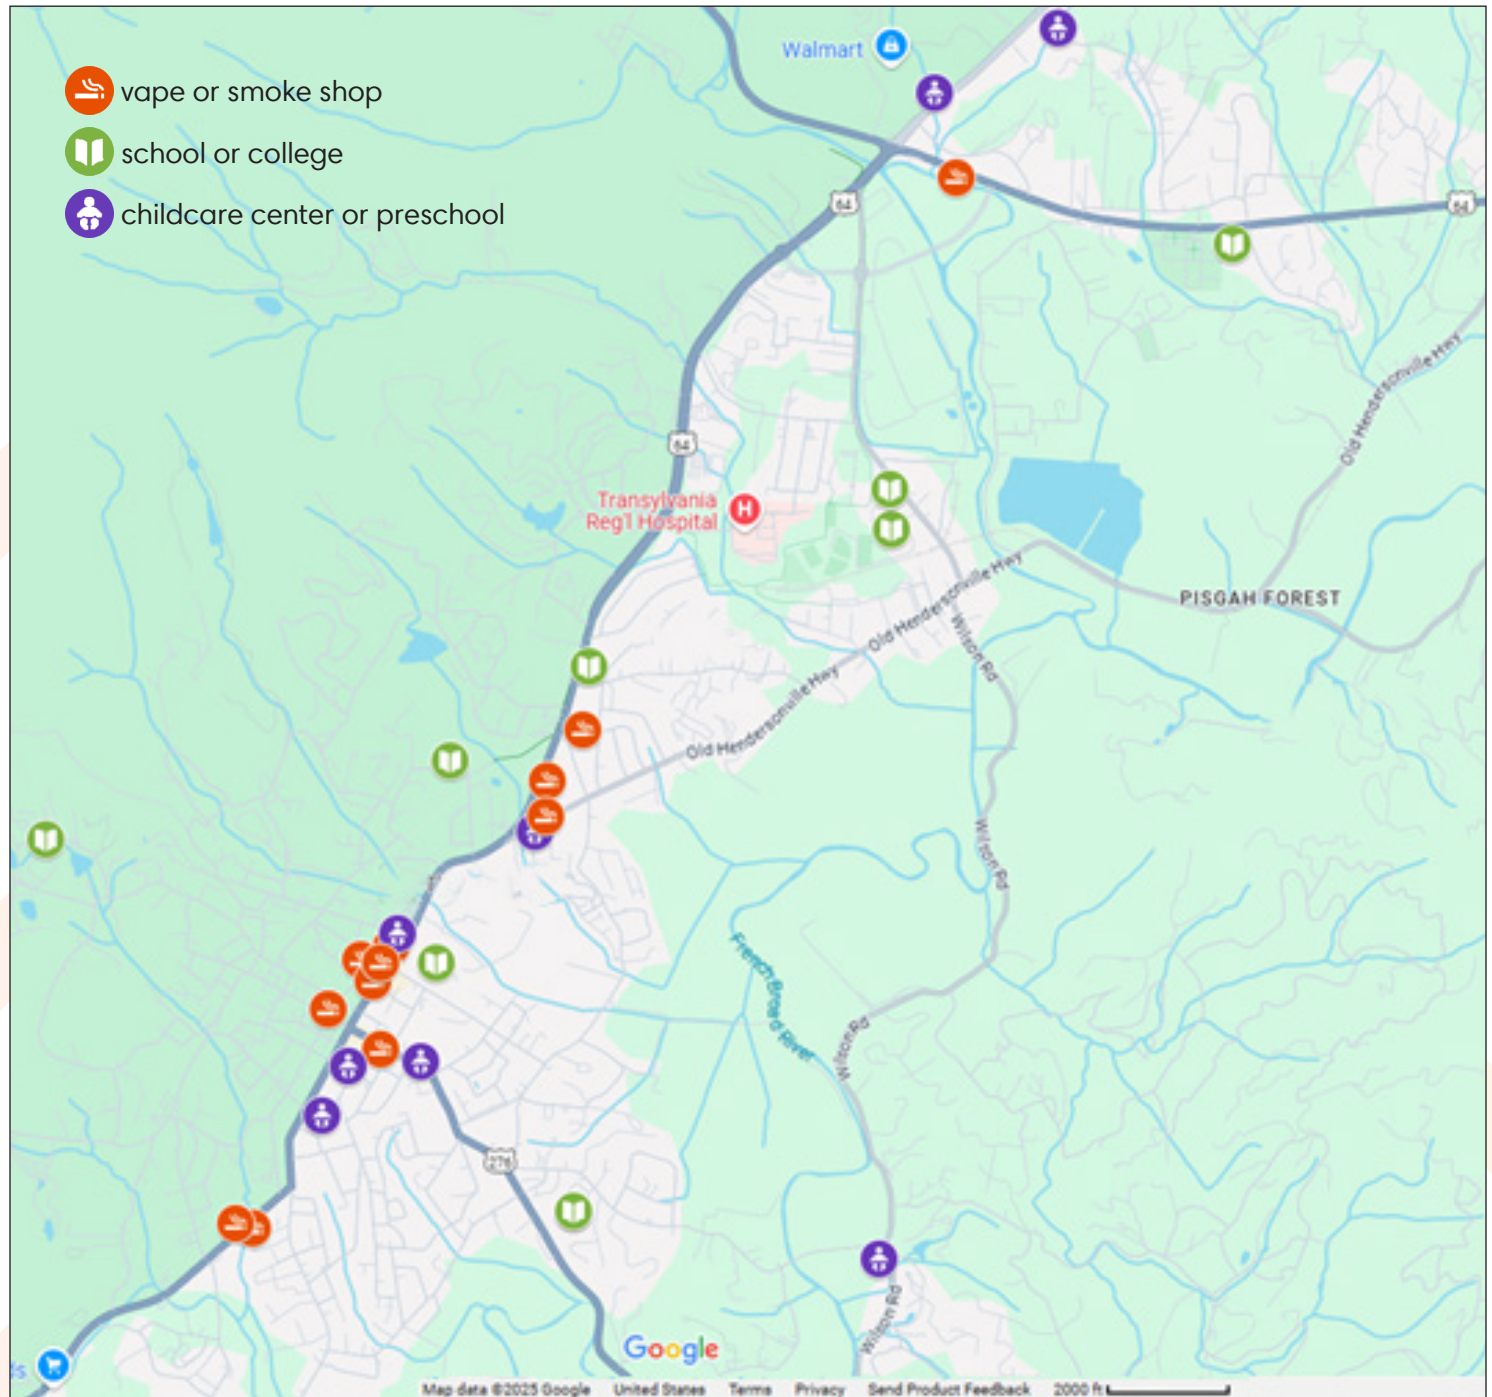 Walmart
vape or smoke shop
school or college
childcare center or preschool
64
64
Old Hendersonville Hwy
64
Transylvania
Reg'l Hospital
H
Old Hendersonville Hwy
PISGAH FOREST
Wilson Rd
Old Hendersonville Hwy
Wilson Rd
French Broad River
Wilson Rd
276
Wilson Rd
Google
ds
Map data ©2025 Google United States Terms Privacy Send Product Feedback 2000 ft